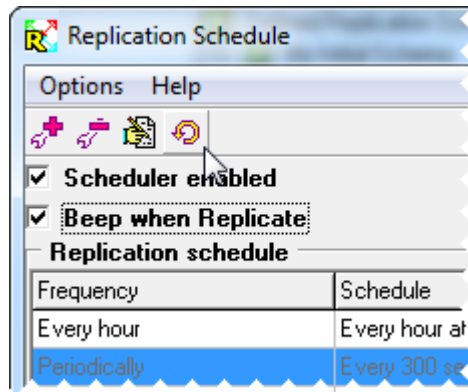 Replication Schedule
Options Help
Scheduler enabled
Beep when Replicate
Replication schedule
Frequency Schedule
Every hour Every hour at
Periodically Every 300 se